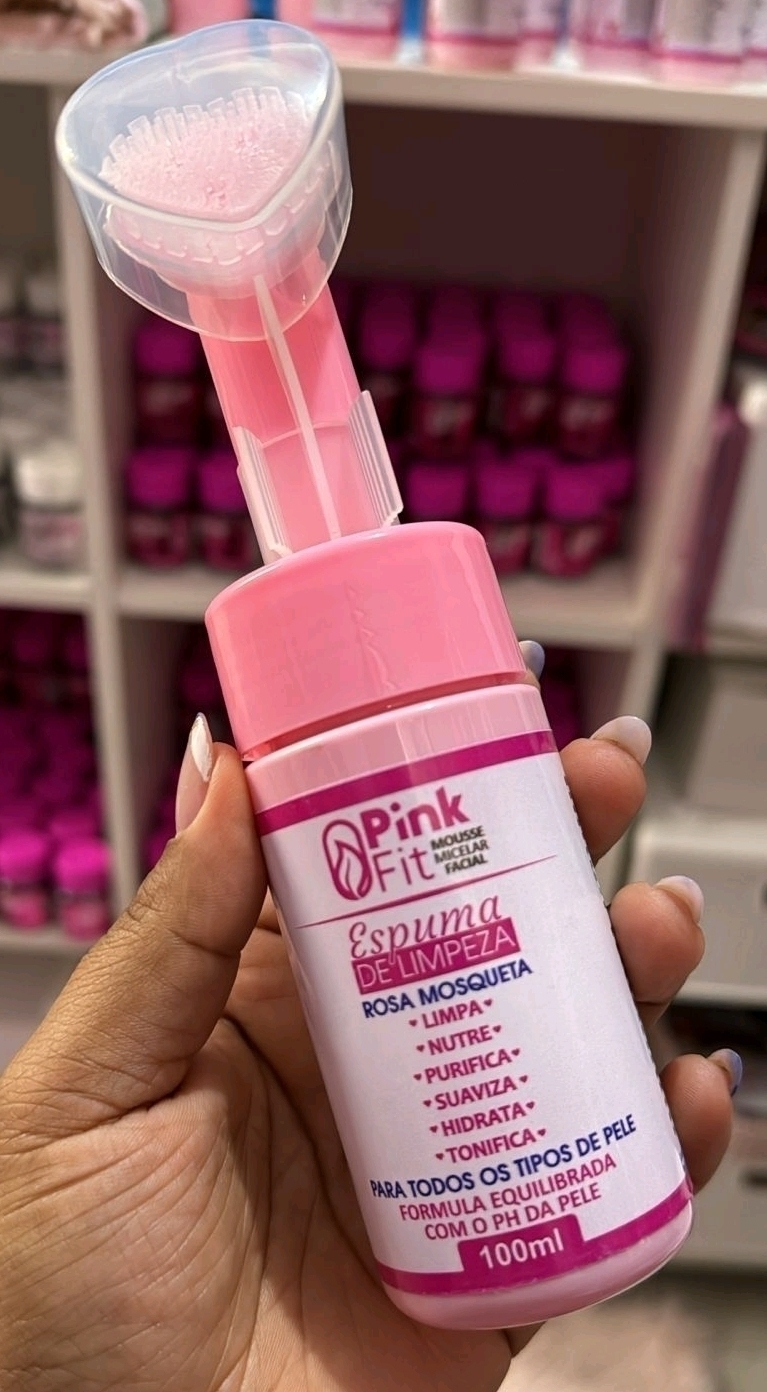 Pink
Fit
MOUSSE
MICELAR
FACIAL
Espuma
DE LIMPEZA
ROSA MOSQUETA
♥ LIMPA ♥
♥ NUTRE ♥
♥ PURIFICA ♥
♥ SUAVIZA ♥
♥ HIDRATA ♥
♥ TONIFICA ♥
PARA TODOS OS TIPOS DE PELE
FORMULA EQUILIBRADA
COM O PH DA PELE
100ml